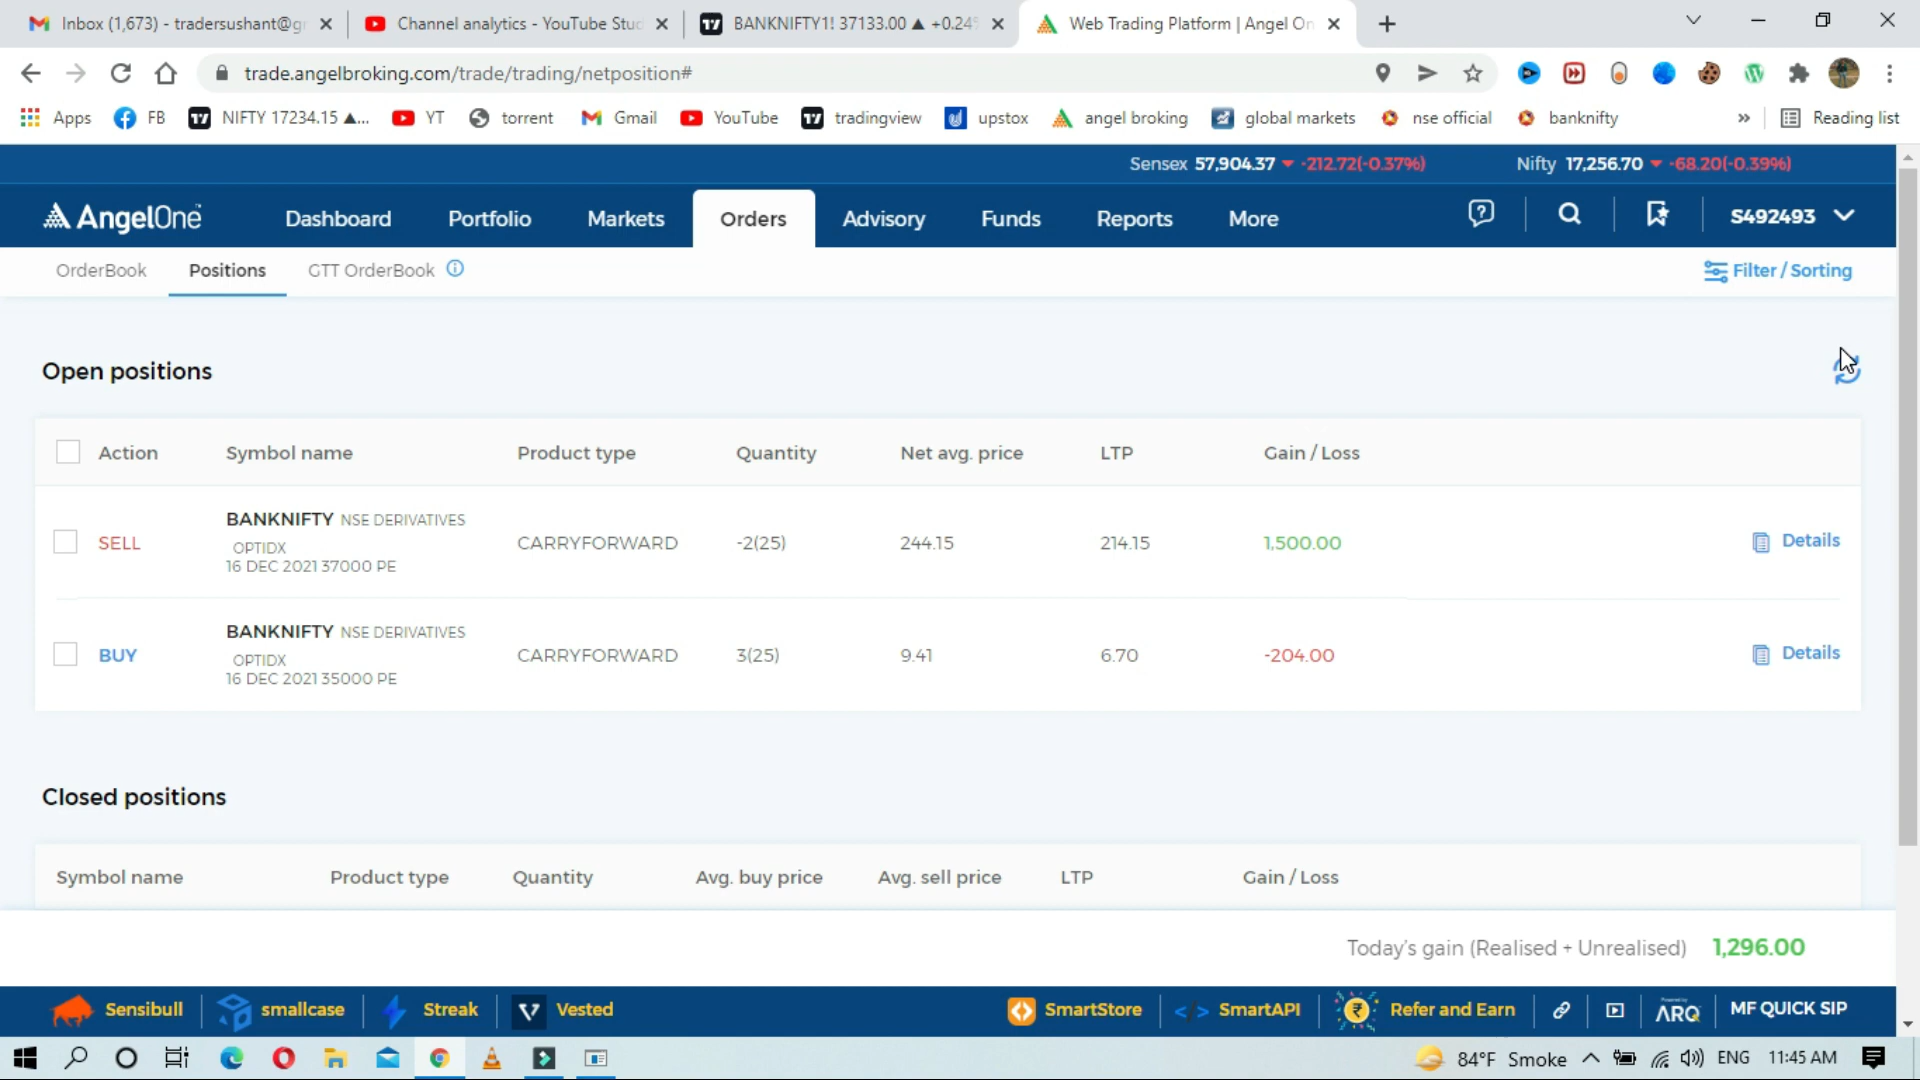 Inbox (1,673) - tradersushant@g
Channel analytics - YouTube Stud
BANKNIFTY1! 37133.00 ▲ +0.24%
Web Trading Platform | Angel On
trade.angelbroking.com/trade/trading/netposition#
Apps
FB
NIFTY 17234.15 ▲...
YT
torrent
Gmail
YouTube
tradingview
upstox
angel broking
global markets
nse official
banknifty
»
Reading list
Sensex 57,904.37 ▼ -212.72(-0.37%)
Nifty 17,256.70 ▼ -68.20(-0.39%)
AngelOne
Dashboard
Portfolio
Markets
Orders
Advisory
Funds
Reports
More
S492493
OrderBook
Positions
GTT OrderBook
Filter / Sorting
Open positions
Action Symbol name Product type Quantity Net avg. price LTP Gain / Loss
BANKNIFTY NSE DERIVATIVES
SELL OPTIDX CARRYFORWARD -2(25) 244.15 214.15 1,500.00 Details
16 DEC 2021 37000 PE
BANKNIFTY NSE DERIVATIVES
BUY OPTIDX CARRYFORWARD 3(25) 9.41 6.70 -204.00 Details
16 DEC 2021 35000 PE
Closed positions
Symbol name Product type Quantity Avg. buy price Avg. sell price LTP Gain / Loss
Today's gain (Realised + Unrealised) 1,296.00
Sensibull
smallcase
Streak
Vested
SmartStore
SmartAPI
Refer and Earn
ARQ
MF QUICK SIP
84°F Smoke
ENG
11:45 AM